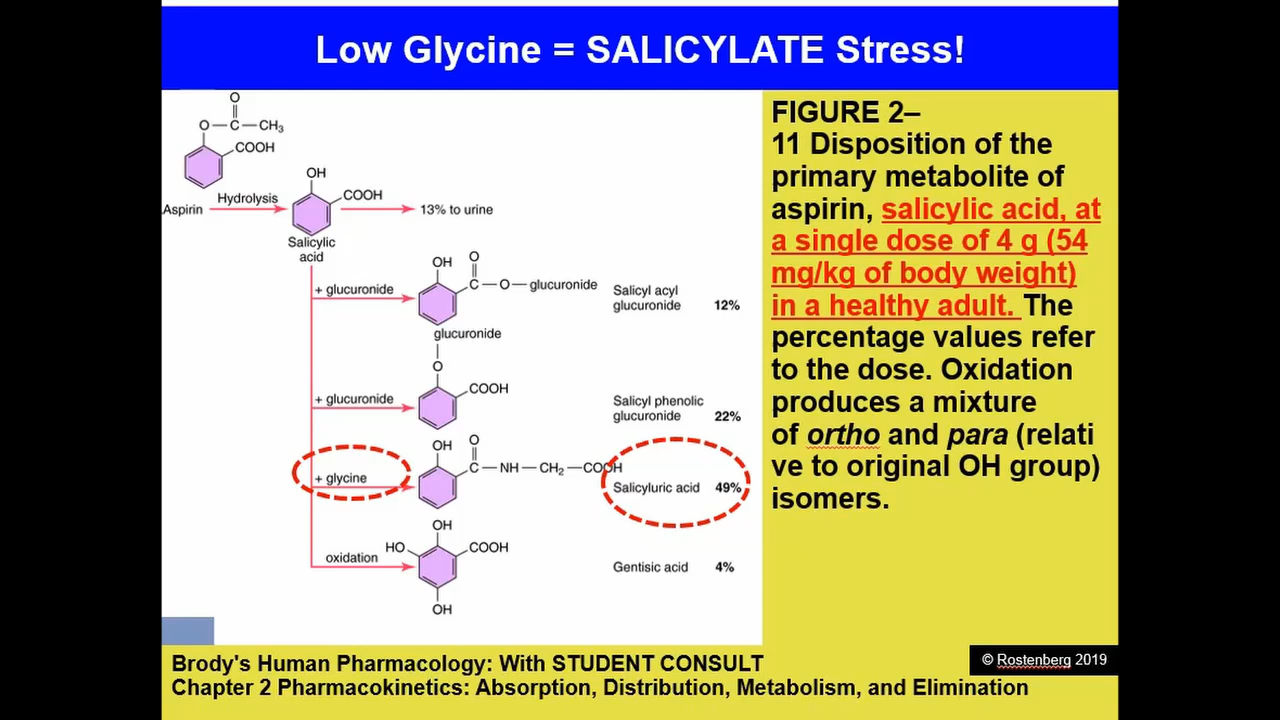 Low Glycine = SALICYLATE Stress!
O
O
C
CH3
COOH
Aspirin
Hydrolysis
OH
COOH
Salicylic
acid
13% to urine
+ glucuronide
OH
O
C
O
glucuronide
Salicyl acyl
glucuronide
12%
+ glucuronide
glucuronide
O
COOH
Salicyl phenolic
glucuronide
22%
+ glycine
OH
O
C
NH
CH2
COOH
Salicyluric acid
49%
oxidation
OH
HO
COOH
OH
Gentisic acid
4%
FIGURE 2–
11 Disposition of the
primary metabolite of
aspirin, salicylic acid, at
a single dose of 4 g (54
mg/kg of body weight)
in a healthy adult. The
percentage values refer
to the dose. Oxidation
produces a mixture
of ortho and para (relati
ve to original OH group)
isomers.
Brody's Human Pharmacology: With STUDENT CONSULT
Chapter 2 Pharmacokinetics: Absorption, Distribution, Metabolism, and Elimination
© Rostenberg 2019